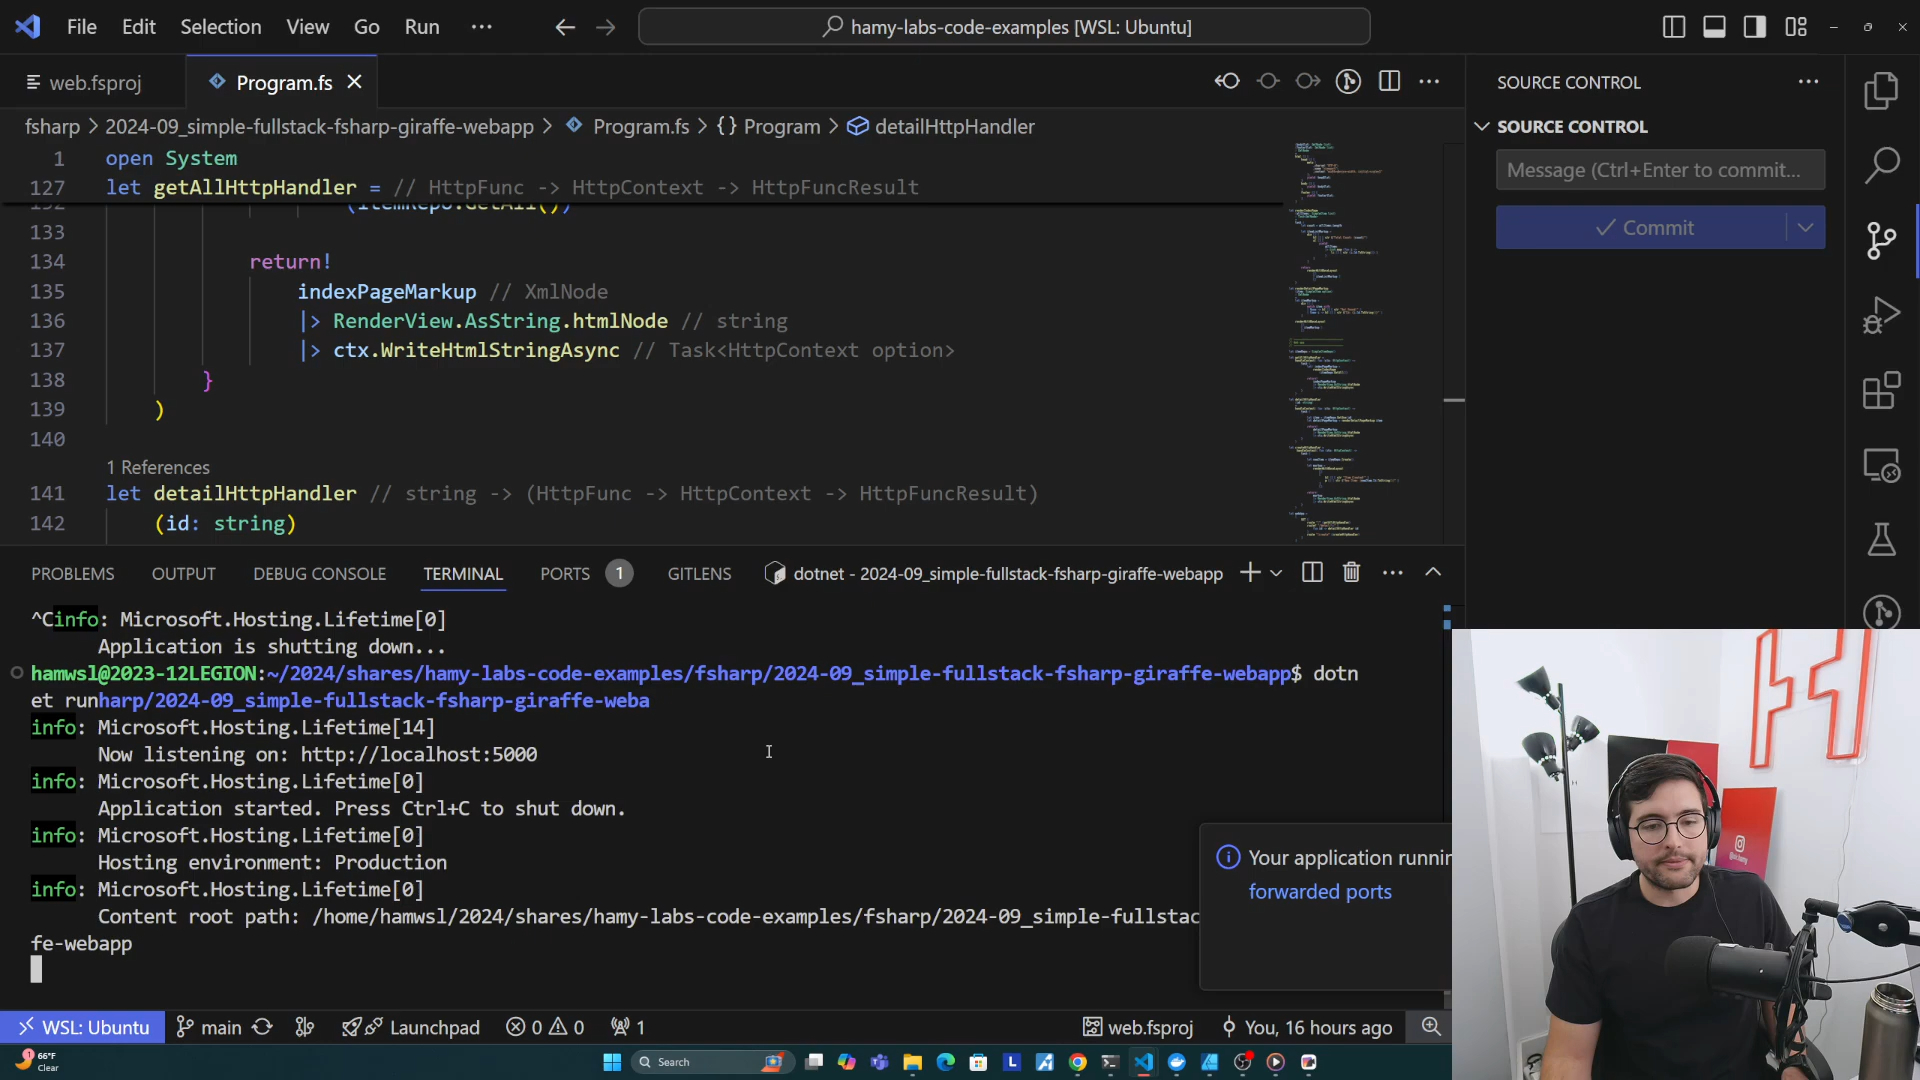 File Edit Selection View Go Run ···
hamy-labs-code-examples [WSL: Ubuntu]
web.fsproj
Program.fs
SOURCE CONTROL
fsharp > 2024-09_simple-fullstack-fsharp-giraffe-webapp > Program.fs > {} Program > detailHttpHandler
SOURCE CONTROL
Message (Ctrl+Enter to commit...
Commit
1 open System
127 let getAllHttpHandler = // HttpFunc -> HttpContext -> HttpFuncResult
132 (itemRepo.GetAll())
133
134 return!
135 indexPageMarkup // XmlNode
136 |> RenderView.AsString.htmlNode // string
137 |> ctx.WriteHtmlStringAsync // Task<HttpContext option>
138 }
139 )
140
1 References
141 let detailHttpHandler // string -> (HttpFunc -> HttpContext -> HttpFuncResult)
142 (id: string)
PROBLEMS OUTPUT DEBUG CONSOLE TERMINAL PORTS 1 GITLENS dotnet - 2024-09_simple-fullstack-fsharp-giraffe-webapp
^Cinfo: Microsoft.Hosting.Lifetime[0]
Application is shutting down...
hamwsl@2023-12LEGION:~/2024/shares/hamy-labs-code-examples/fsharp/2024-09_simple-fullstack-fsharp-giraffe-webapp$ dotn
et runharp/2024-09_simple-fullstack-fsharp-giraffe-weba
info: Microsoft.Hosting.Lifetime[14]
Now listening on: http://localhost:5000
info: Microsoft.Hosting.Lifetime[0]
Application started. Press Ctrl+C to shut down.
info: Microsoft.Hosting.Lifetime[0]
Hosting environment: Production
info: Microsoft.Hosting.Lifetime[0]
Content root path: /home/hamwsl/2024/shares/hamy-labs-code-examples/fsharp/2024-09_simple-fullstac
fe-webapp
Your application runnin
forwarded ports
WSL: Ubuntu main Launchpad 0 0 1 web.fsproj You, 16 hours ago
66°F
Clear
Search